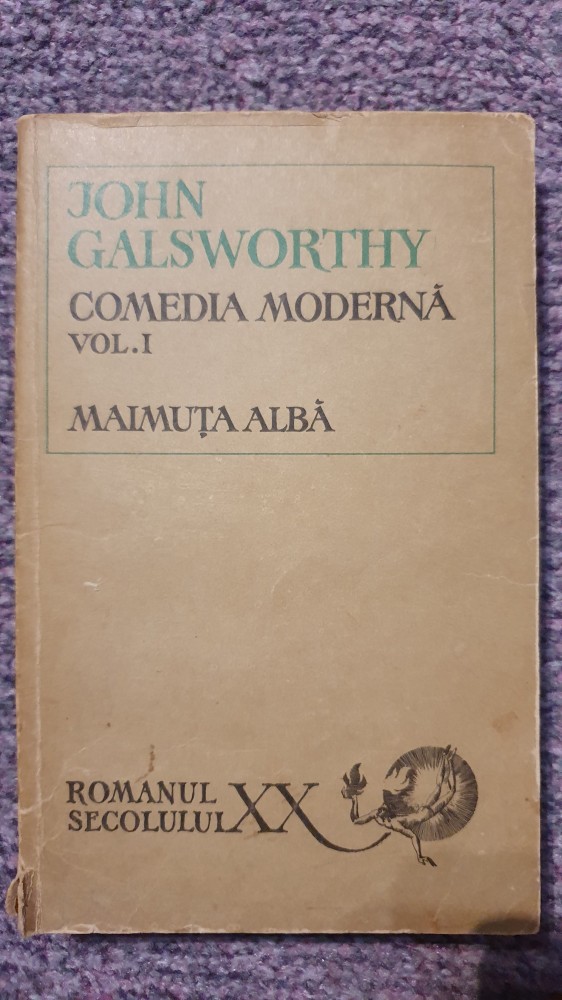 JOHN
GALSWORTHY
COMEDIA MODERNĂ
VOL.I
MAIMUȚA ALBĂ
ROMANUL
SECOLULUI XX